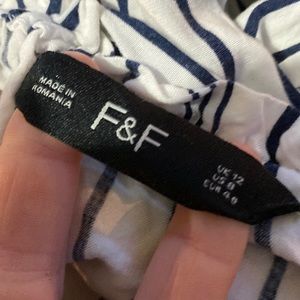 MADE IN
ROMANIA
F&F
UK 12
US 8
EUR 40